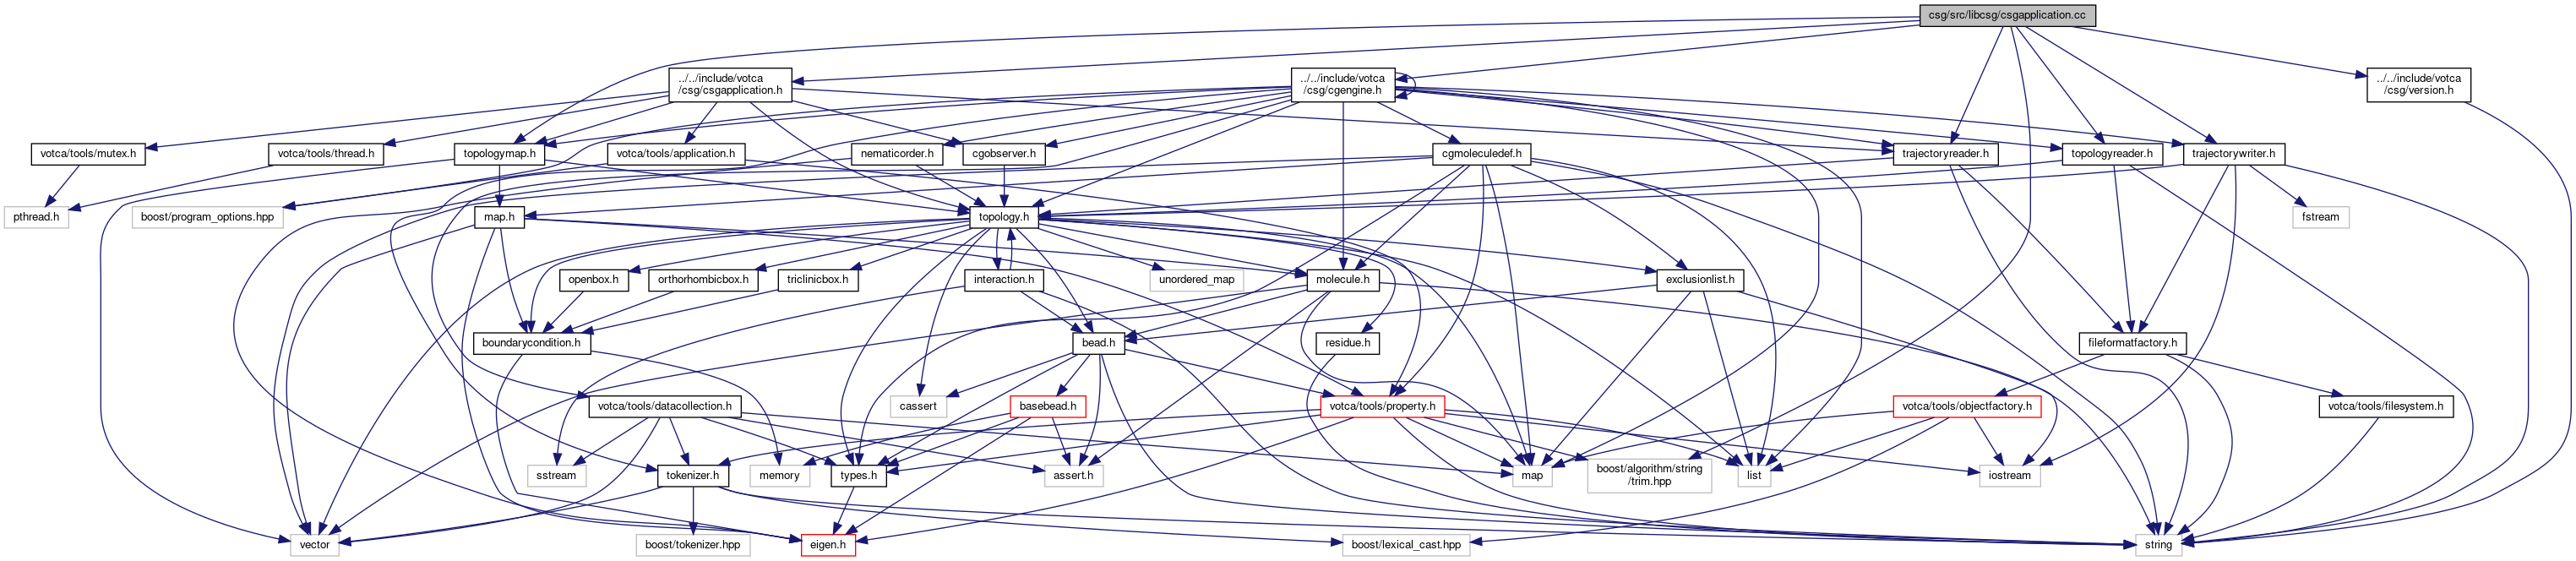 csg/src/libcsg/csgapplication.cc
../../include/votca
/csg/csgapplication.h
../../include/votca
/csg/cgengine.h
../../include/votca
/csg/version.h
votca/tools/mutex.h
votca/tools/thread.h
topologymap.h
votca/tools/application.h
nematicorder.h
cgobserver.h
cgmoleculedef.h
trajectoryreader.h
topologyreader.h
trajectorywriter.h
pthread.h
boost/program_options.hpp
map.h
topology.h
fstream
openbox.h
orthorhombicbox.h
triclinicbox.h
interaction.h
unordered_map
molecule.h
exclusionlist.h
boundarycondition.h
bead.h
residue.h
fileformatfactory.h
votca/tools/datacollection.h
cassert
basebead.h
votca/tools/property.h
votca/tools/objectfactory.h
votca/tools/filesystem.h
sstream
tokenizer.h
memory
types.h
assert.h
map
boost/algorithm/string
/trim.hpp
list
iostream
vector
boost/tokenizer.hpp
eigen.h
boost/lexical_cast.hpp
string